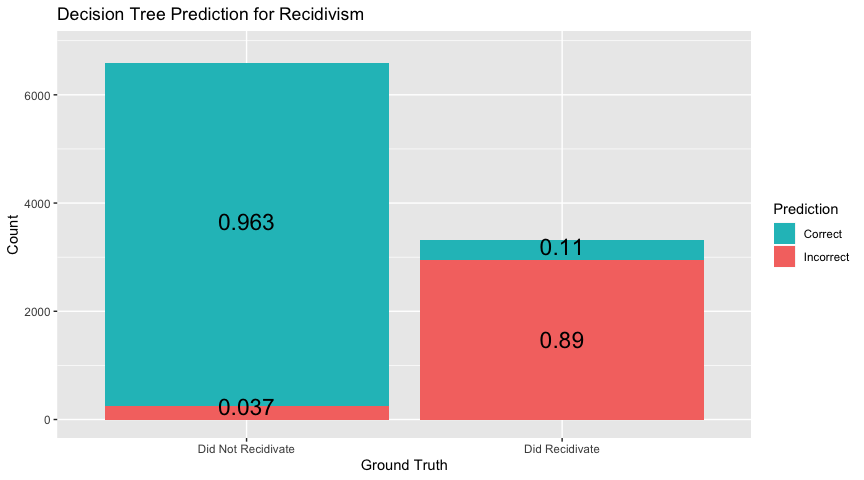 Decision Tree Prediction for Recidivism
Count
6000
4000
2000
0
0.963
0.037
0.11
0.89
Did Not Recidivate
Did Recidivate
Ground Truth
Prediction
Correct
Incorrect